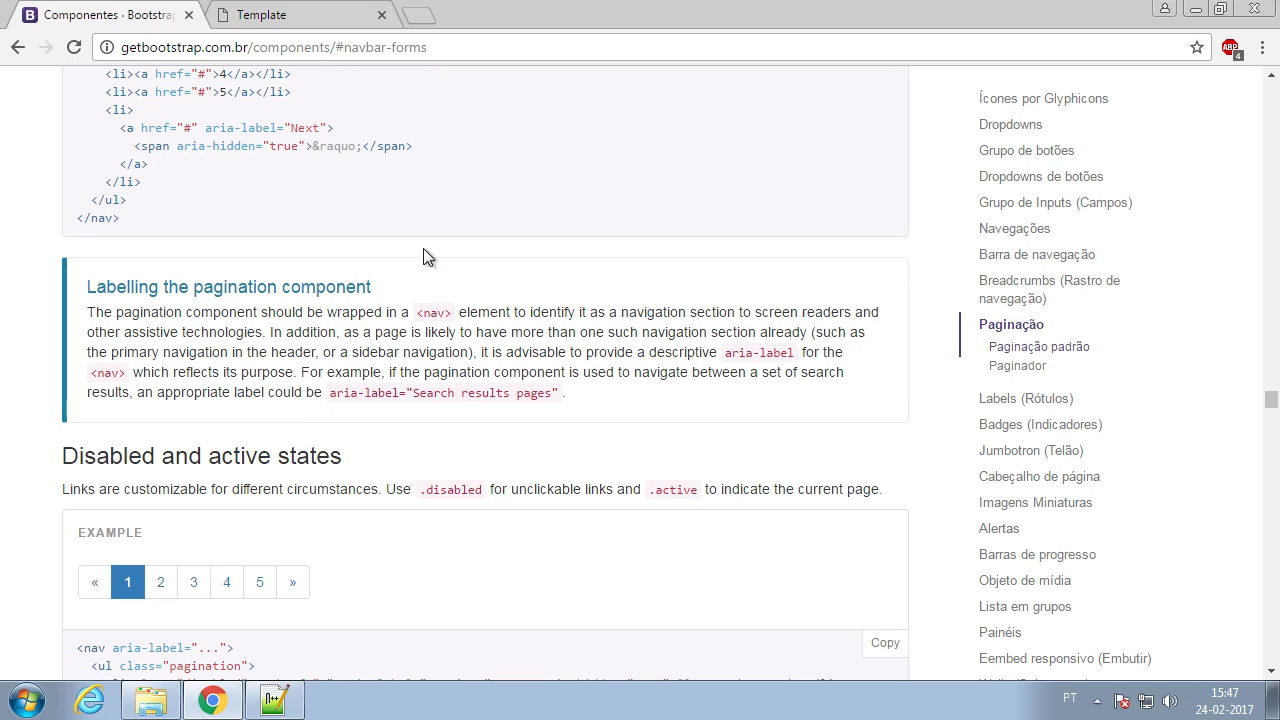 Componentes · Bootstra
Template
getbootstrap.com.br/components/#navbar-forms
ABP
4
<li><a href="#">4</a></li>
<li><a href="#">5</a></li>
<li>
<a href="#" aria-label="Next">
<span aria-hidden="true">&raquo;</span>
</a>
</li>
</ul>
</nav>
Labelling the pagination component
The pagination component should be wrapped in a <nav> element to identify it as a navigation section to screen readers and
other assistive technologies. In addition, as a page is likely to have more than one such navigation section already (such as
the primary navigation in the header, or a sidebar navigation), it is advisable to provide a descriptive aria-label for the
<nav> which reflects its purpose. For example, if the pagination component is used to navigate between a set of search
results, an appropriate label could be aria-label="Search results pages".
Disabled and active states
Links are customizable for different circumstances. Use .disabled for unclickable links and .active to indicate the current page.
EXAMPLE
« 1 2 3 4 5 »
Copy
<nav aria-label="...">
<ul class="pagination">
Ícones por Glyphicons
Dropdowns
Grupo de botões
Dropdowns de botões
Grupo de Inputs (Campos)
Navegações
Barra de navegação
Breadcrumbs (Rastro de
navegação)
Paginação
Paginação padrão
Paginador
Labels (Rótulos)
Badges (Indicadores)
Jumbotron (Telão)
Cabeçalho de página
Imagens Miniaturas
Alertas
Barras de progresso
Objeto de mídia
Lista em grupos
Painéis
Eembed responsivo (Embutir)
PT
15:47
24-02-2017